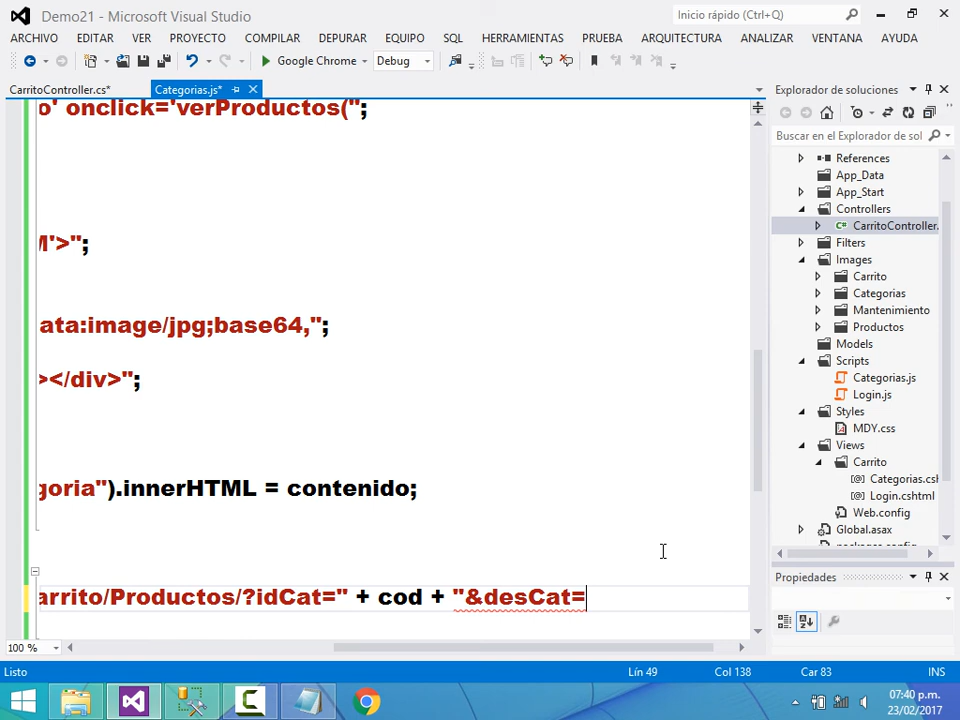 Demo21 - Microsoft Visual Studio
Inicio rápido (Ctrl+Q)
ARCHIVO EDITAR VER PROYECTO COMPILAR DEPURAR EQUIPO SQL HERRAMIENTAS PRUEBA ARQUITECTURA ANALIZAR VENTANA AYUDA
Google Chrome Debug
CarritoController.cs* Categorias.js*
Explorador de soluciones
Buscar en el Explorador de sol
o' onclick='verProductos(";
M'>";
ata:image/jpg;base64,";
></div>";
goria").innerHTML = contenido;
arrito/Productos/?idCat=" + cod + "&desCat=
References
App_Data
App_Start
Controllers
CarritoController.
Filters
Images
Carrito
Categorias
Mantenimiento
Productos
Models
Scripts
Categorias.js
Login.js
Styles
MDY.css
Views
Carrito
Categorias.csh
Login.cshtml
Web.config
Global.asax
packages.config
Propiedades
100 %
Listo Lín 49 Col 138 Car 83 INS
07:40 p.m.
23/02/2017